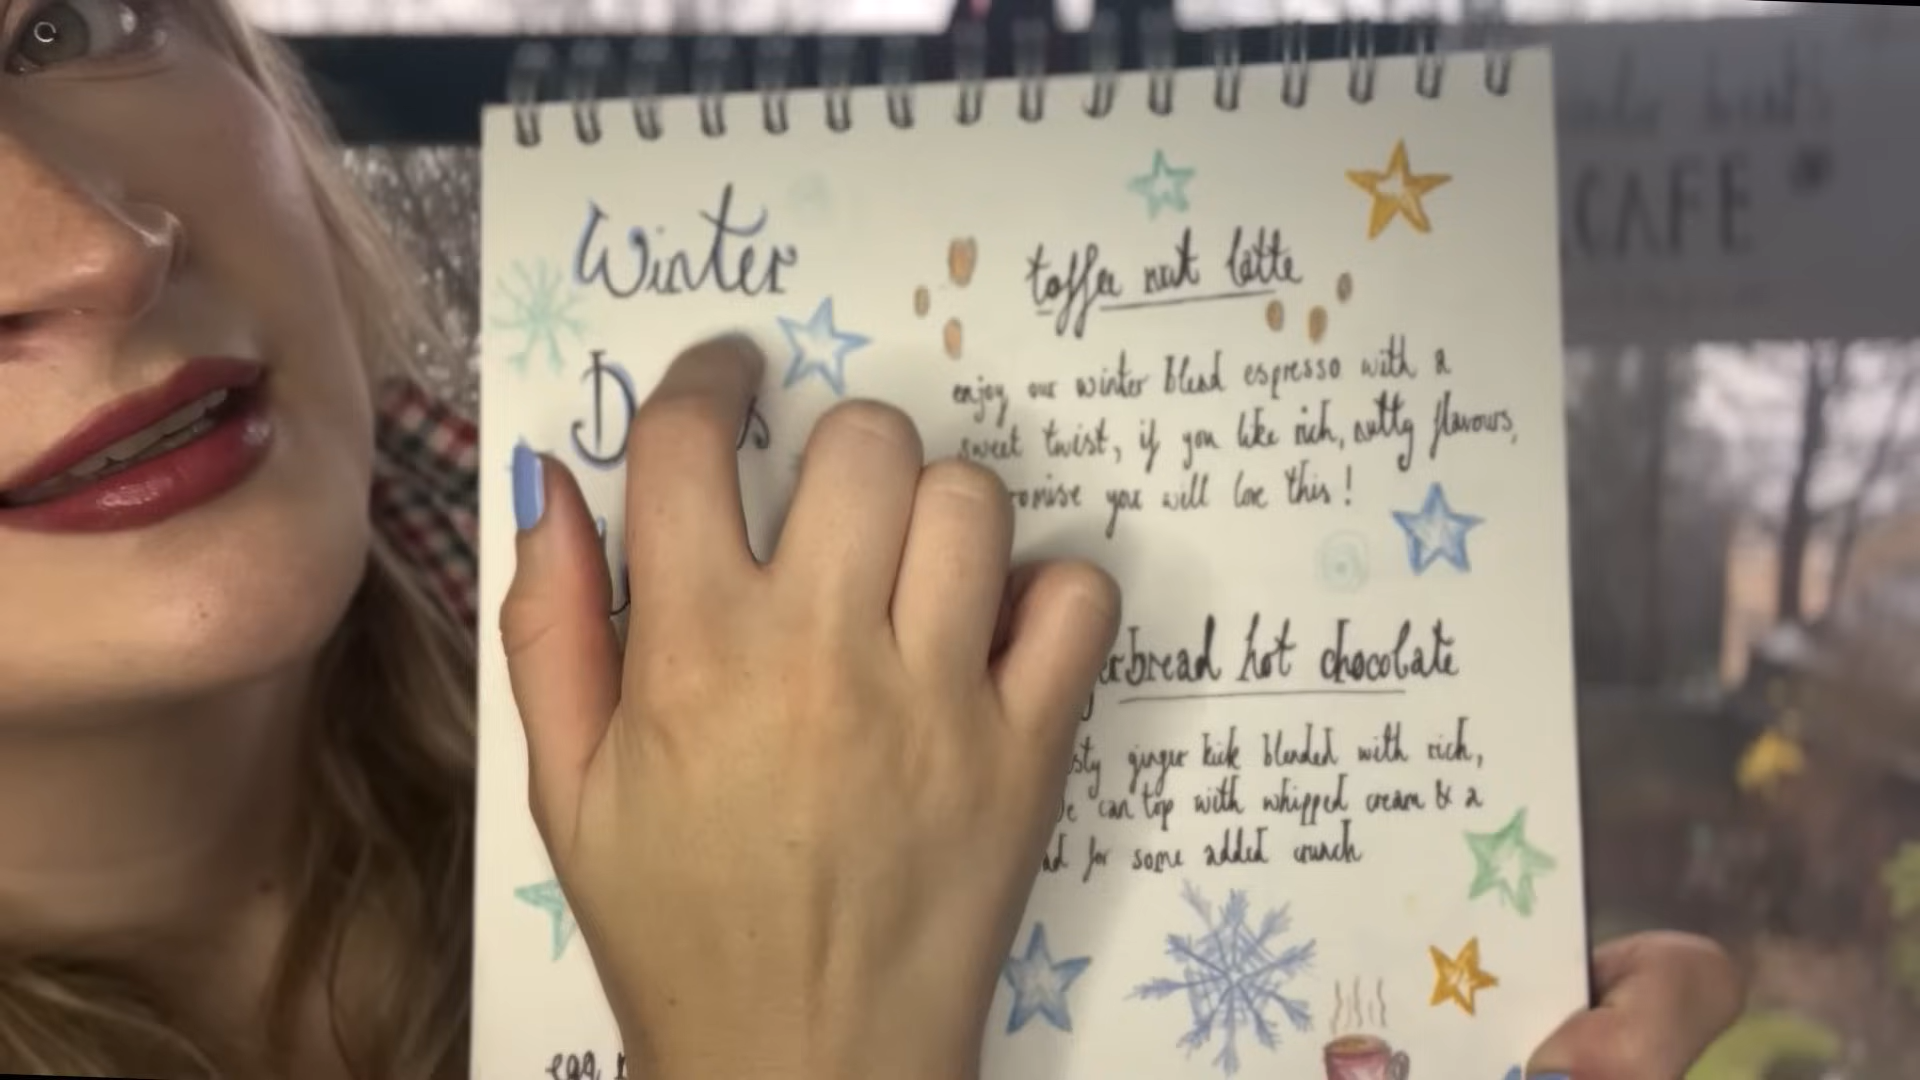 Winter
toffee nut latte
enjoy our winter blend espresso with a
sweet twist, if you like rich, nutty flavours,
you will love this!
hot chocolate
ginger kick blended with rich,
can top with whipped cream & a
for some added crunch
egg
CAFE